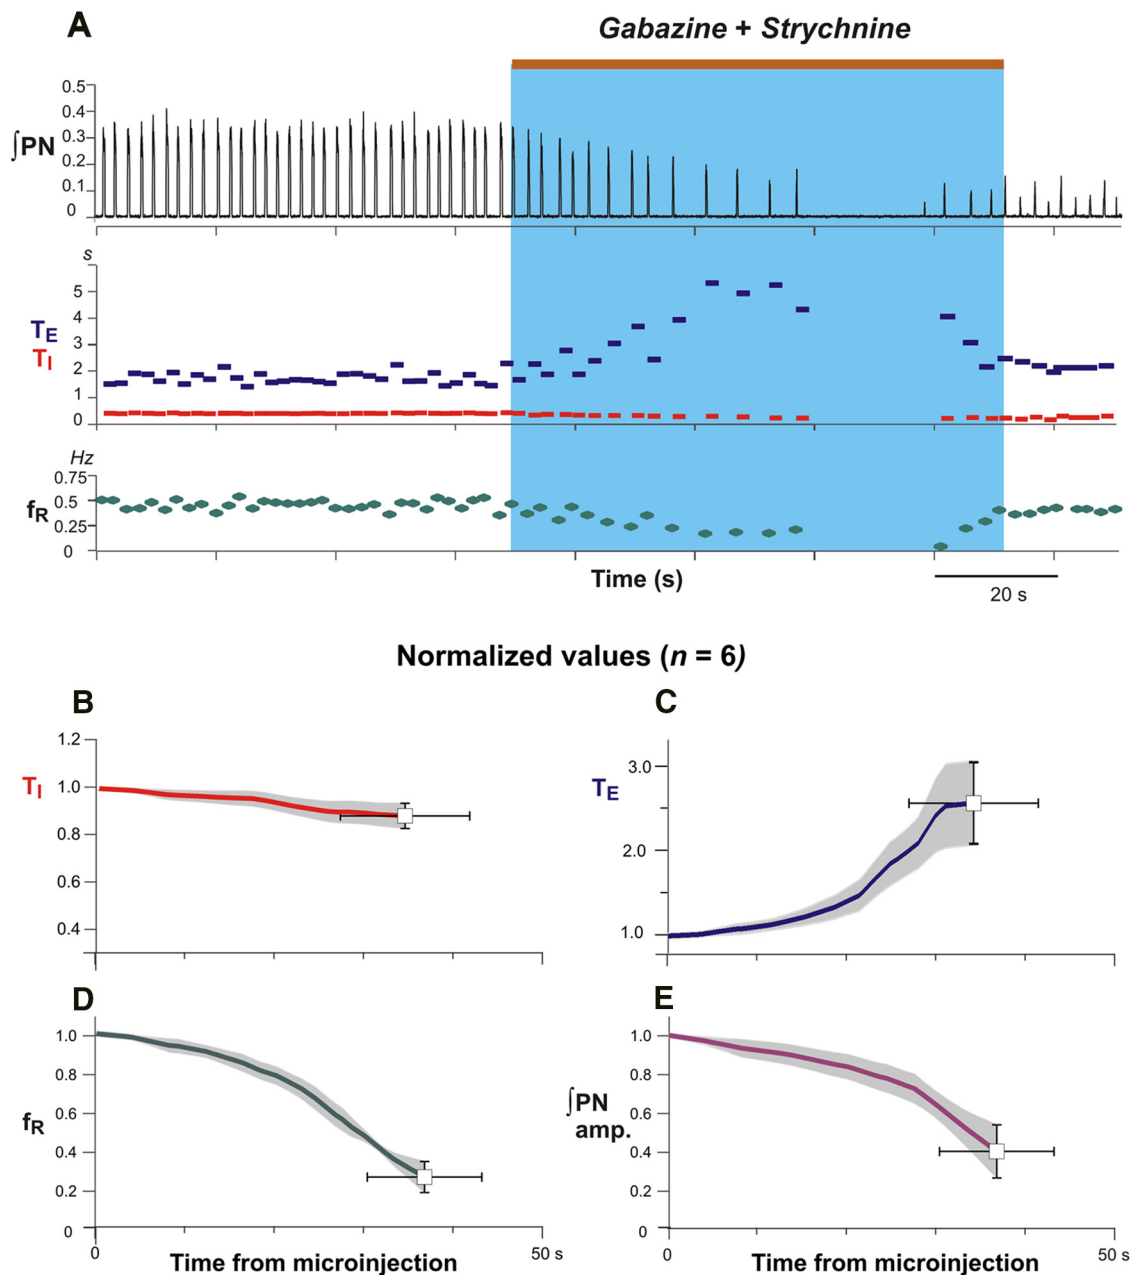 A
Gabazine + Strychnine
∫PN
0.5
0.4
0.3
0.2
0.1
0
s
TE
TI
5
4
3
2
1
0
Hz
fR
0.75
0.5
0.25
0
Time (s)
20 s
Normalized values (n = 6)
B
TI
1.2
1.0
0.8
0.6
0.4
C
TE
3.0
2.0
1.0
D
fR
1.0
0.8
0.6
0.4
0.2
0
0
50 s
Time from microinjection
E
∫PN
amp.
1.0
0.8
0.6
0.4
0.2
0
0
50 s
Time from microinjection